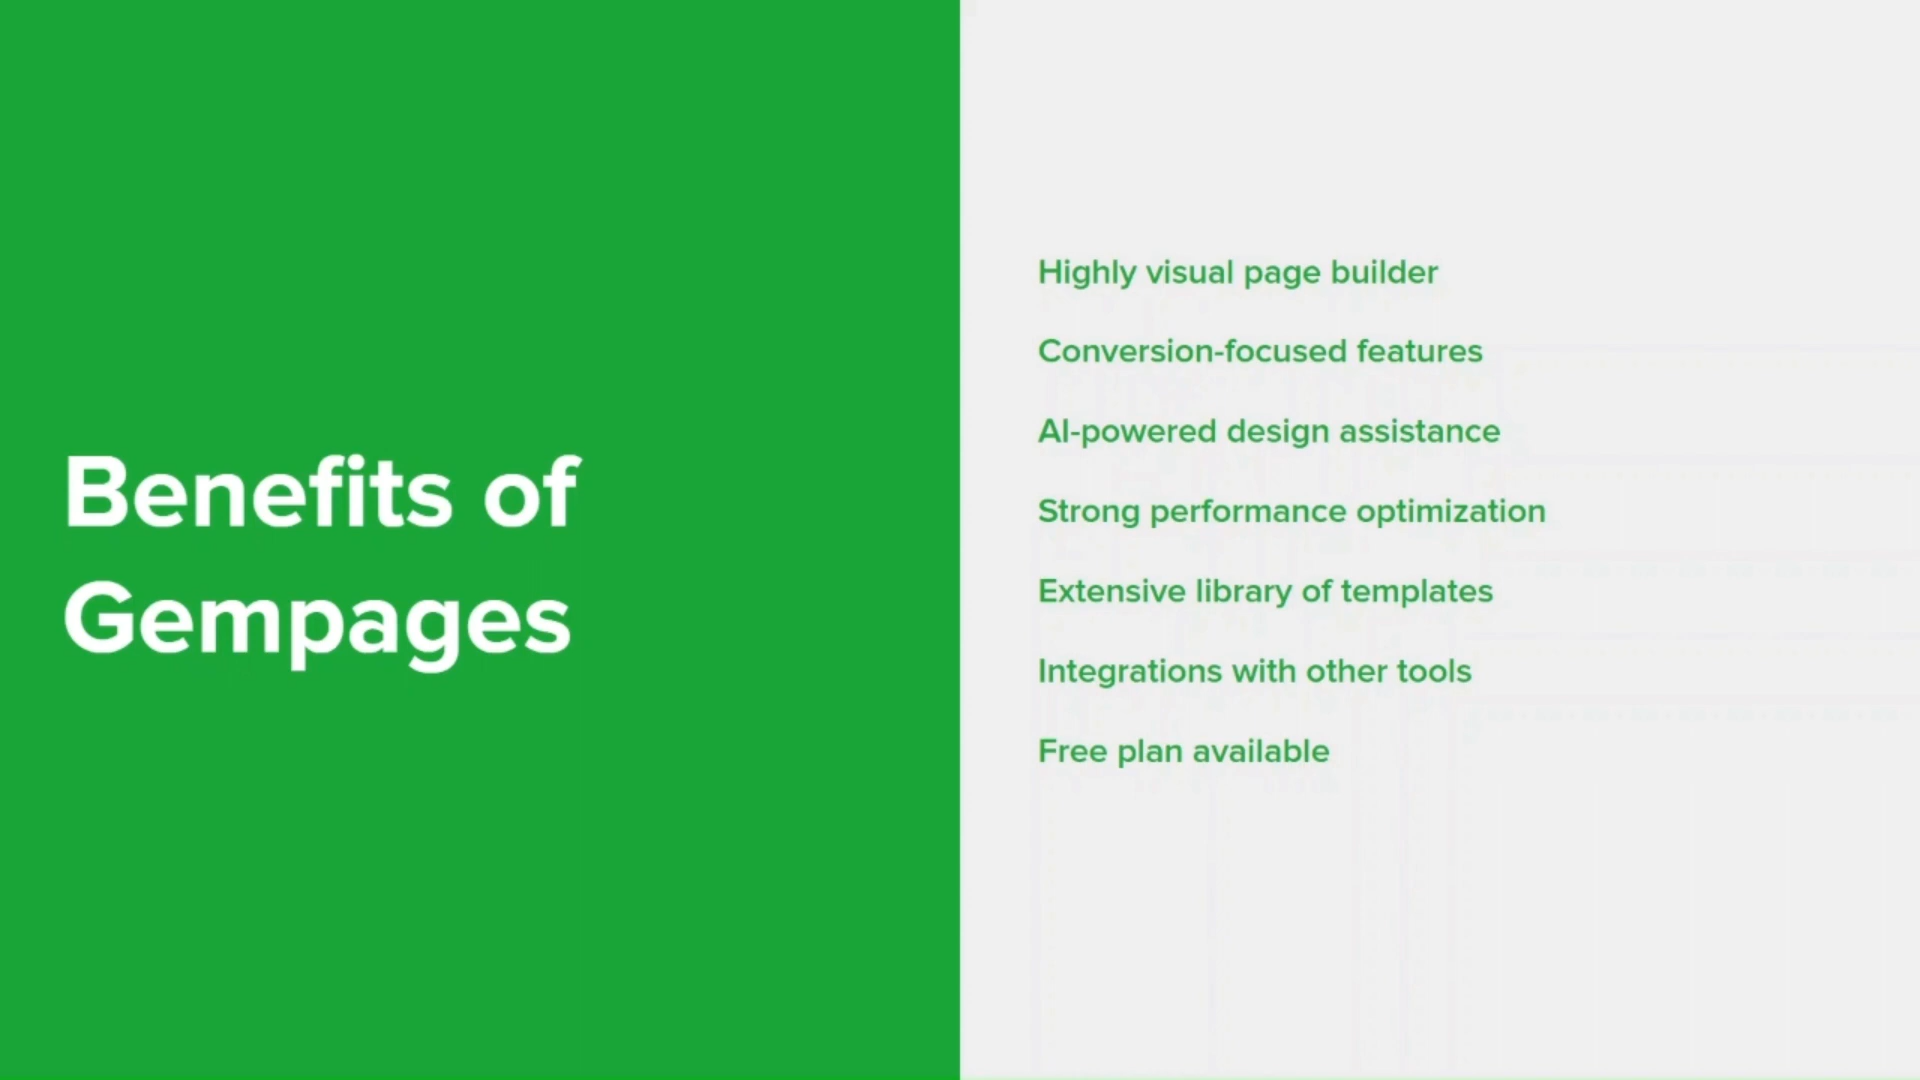 Benefits of
Gempages
Highly visual page builder
Conversion-focused features
AI-powered design assistance
Strong performance optimization
Extensive library of templates
Integrations with other tools
Free plan available